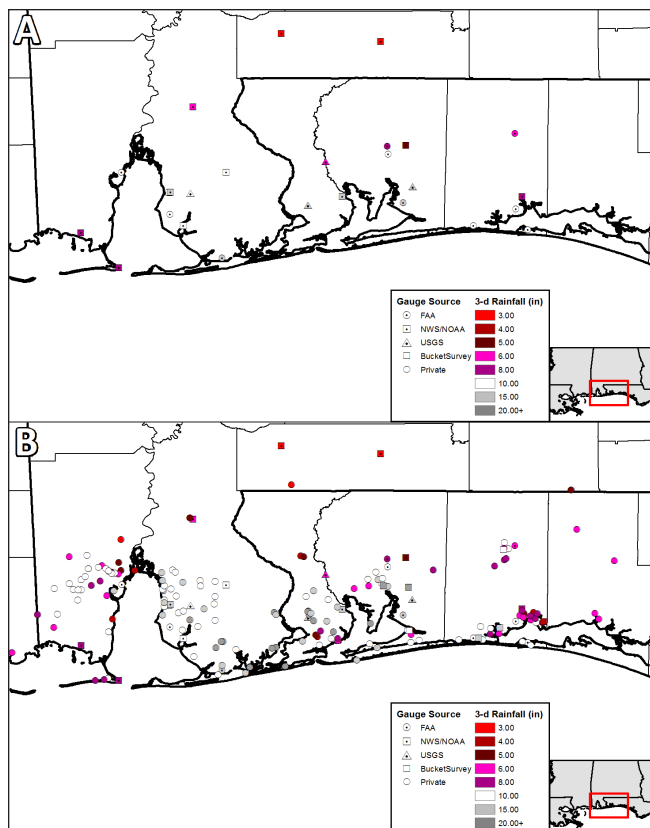 A
Gauge Source 3-d Rainfall (in)
FAA 3.00
NWS/NOAA 4.00
USGS 5.00
BucketSurvey 6.00
Private 8.00
10.00
15.00
20.00+
B
Gauge Source 3-d Rainfall (in)
FAA 3.00
NWS/NOAA 4.00
USGS 5.00
BucketSurvey 6.00
Private 8.00
10.00
15.00
20.00+